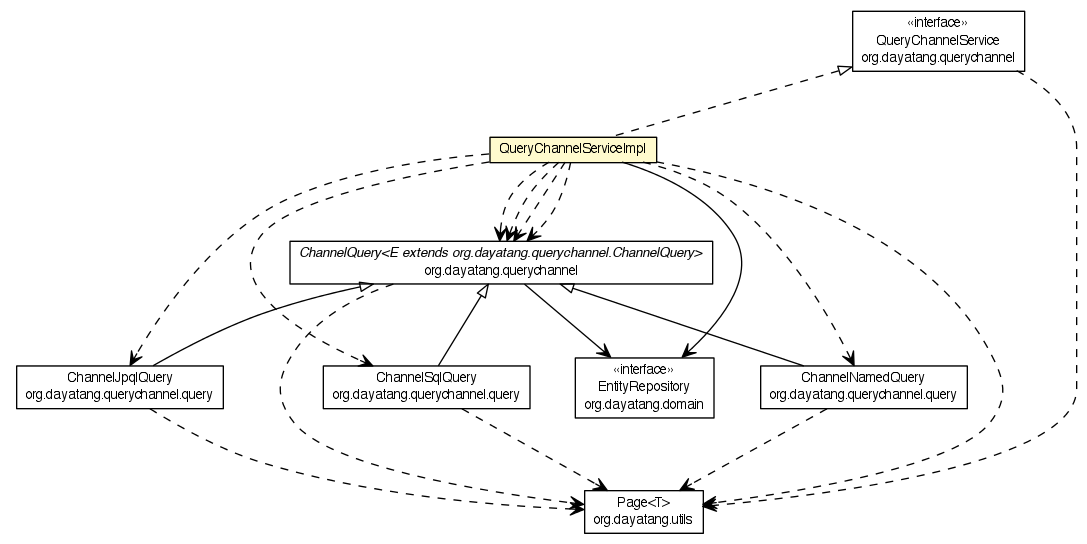 «interface»
QueryChannelService
org.dayatang.querychannel
QueryChannelServiceImpl
ChannelQuery<E extends org.dayatang.querychannel.ChannelQuery>
org.dayatang.querychannel
ChannelJpqlQuery
org.dayatang.querychannel.query
ChannelSqlQuery
org.dayatang.querychannel.query
«interface»
EntityRepository
org.dayatang.domain
ChannelNamedQuery
org.dayatang.querychannel.query
Page<T>
org.dayatang.utils